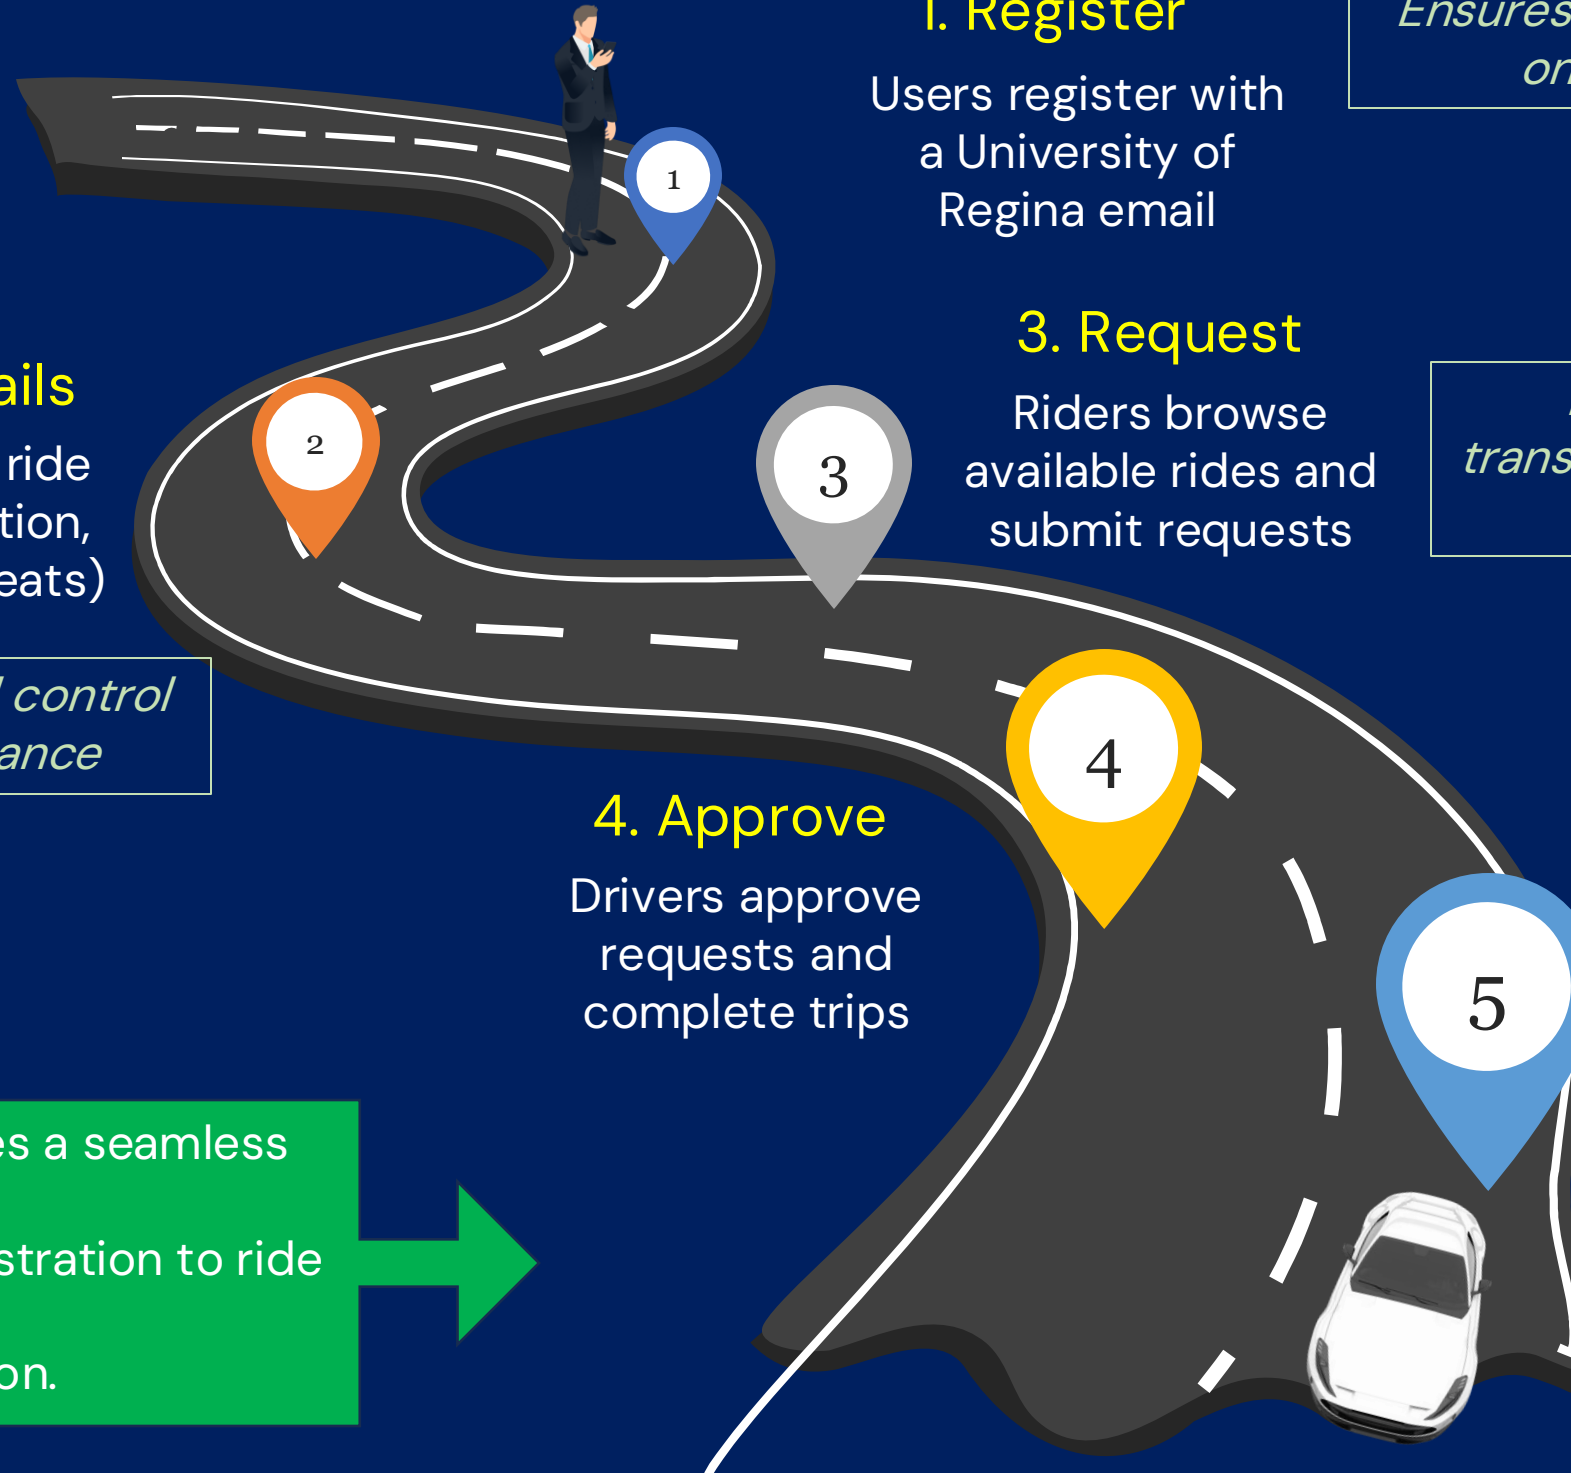 1. Register
Users register with
a University of
Regina email
Ensures
on
1
ails
ride
tion,
eats)
2
control
ance
3. Request
Riders browse
available rides and
submit requests
trans
3
4
4. Approve
Drivers approve
requests and
complete trips
5
es a seamless
stration to ride
on.